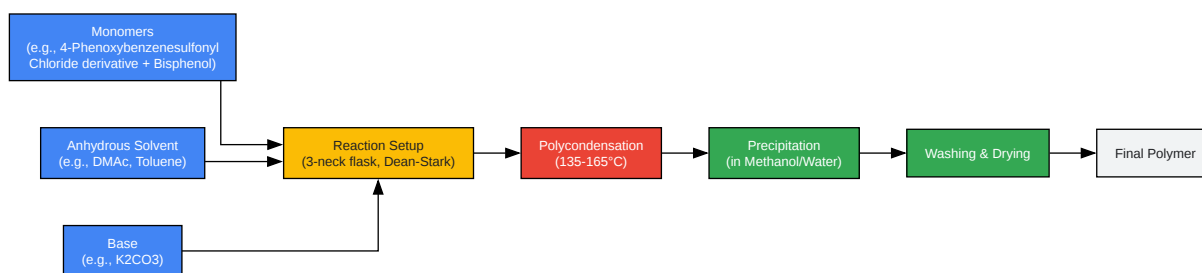 Monomers
(e.g., 4-Phenoxybenzenesulfonyl
Chloride derivative + Bisphenol)
Anhydrous Solvent
(e.g., DMAc, Toluene)
Base
(e.g., K2CO3)
Reaction Setup
(3-neck flask, Dean-Stark)
Polycondensation
(135-165°C)
Precipitation
(in Methanol/Water)
Washing & Drying
Final Polymer